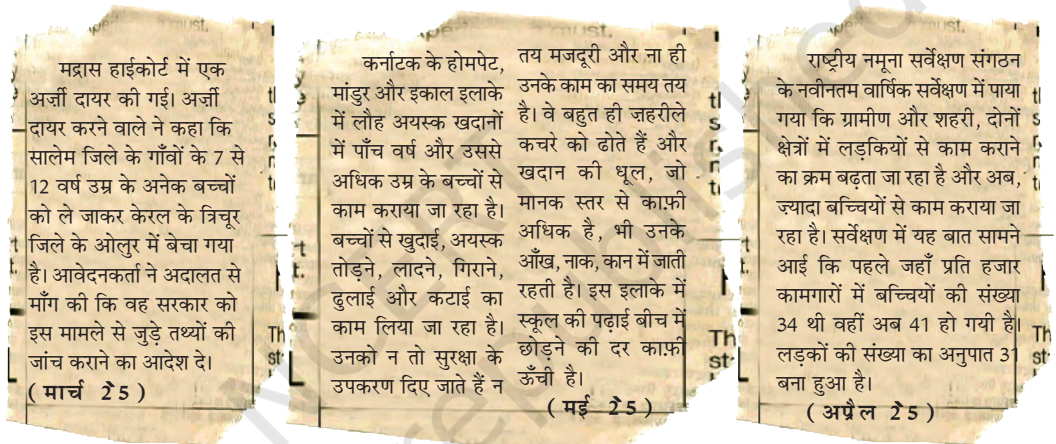 मद्रास हाईकोर्ट में एक
अर्ज़ी दायर की गई। अर्ज़ी
दायर करने वाले ने कहा कि
सालेम जिले के गाँवों के 7 से
12 वर्ष उम्र के अनेक बच्चों
को ले जाकर केरल के त्रिचूर
जिले के ओलुर में बेचा गया
है। आवेदनकर्ता ने अदालत से
माँग की कि वह सरकार को
इस मामले से जुड़े तथ्यों की
जांच कराने का आदेश दे।
(मार्च 2े5)
कर्नाटक के होमपेट,
मांडुर और इकाल इलाके
में लौह अयस्क खदानों
में पाँच वर्ष और उससे
अधिक उम्र के बच्चों से
काम कराया जा रहा है।
बच्चों से खुदाई, अयस्क
तोड़ने, लादने, गिराने,
ढुलाई और कटाई का
काम लिया जा रहा है।
उनको न तो सुरक्षा के
उपकरण दिए जाते हैं न
तय मजदूरी और ना ही
उनके काम का समय तय
है। वे बहुत ही ज़हरीले
कचरे को ढोते हैं और
खदान की धूल, जो
मानक स्तर से काफ़ी
अधिक है, भी उनके
आँख, नाक, कान में जाती
रहती है। इस इलाके में
स्कूल की पढ़ाई बीच में
छोड़ने की दर काफ़ी
ऊँची है।
(मई 2े5)
राष्ट्रीय नमूना सर्वेक्षण संगठन
के नवीनतम वार्षिक सर्वेक्षण में पाया
गया कि ग्रामीण और शहरी, दोनों
क्षेत्रों में लड़कियों से काम कराने
का क्रम बढ़ता जा रहा है और अब,
ज़्यादा बच्चियों से काम कराया जा
रहा है। सर्वेक्षण में यह बात सामने
आई कि पहले जहाँ प्रति हजार
कामगारों में बच्चियों की संख्या
34 थी वहीं अब 41 हो गयी है।
लड़कों की संख्या का अनुपात 31
बना हुआ है।
(अप्रैल 2े5)